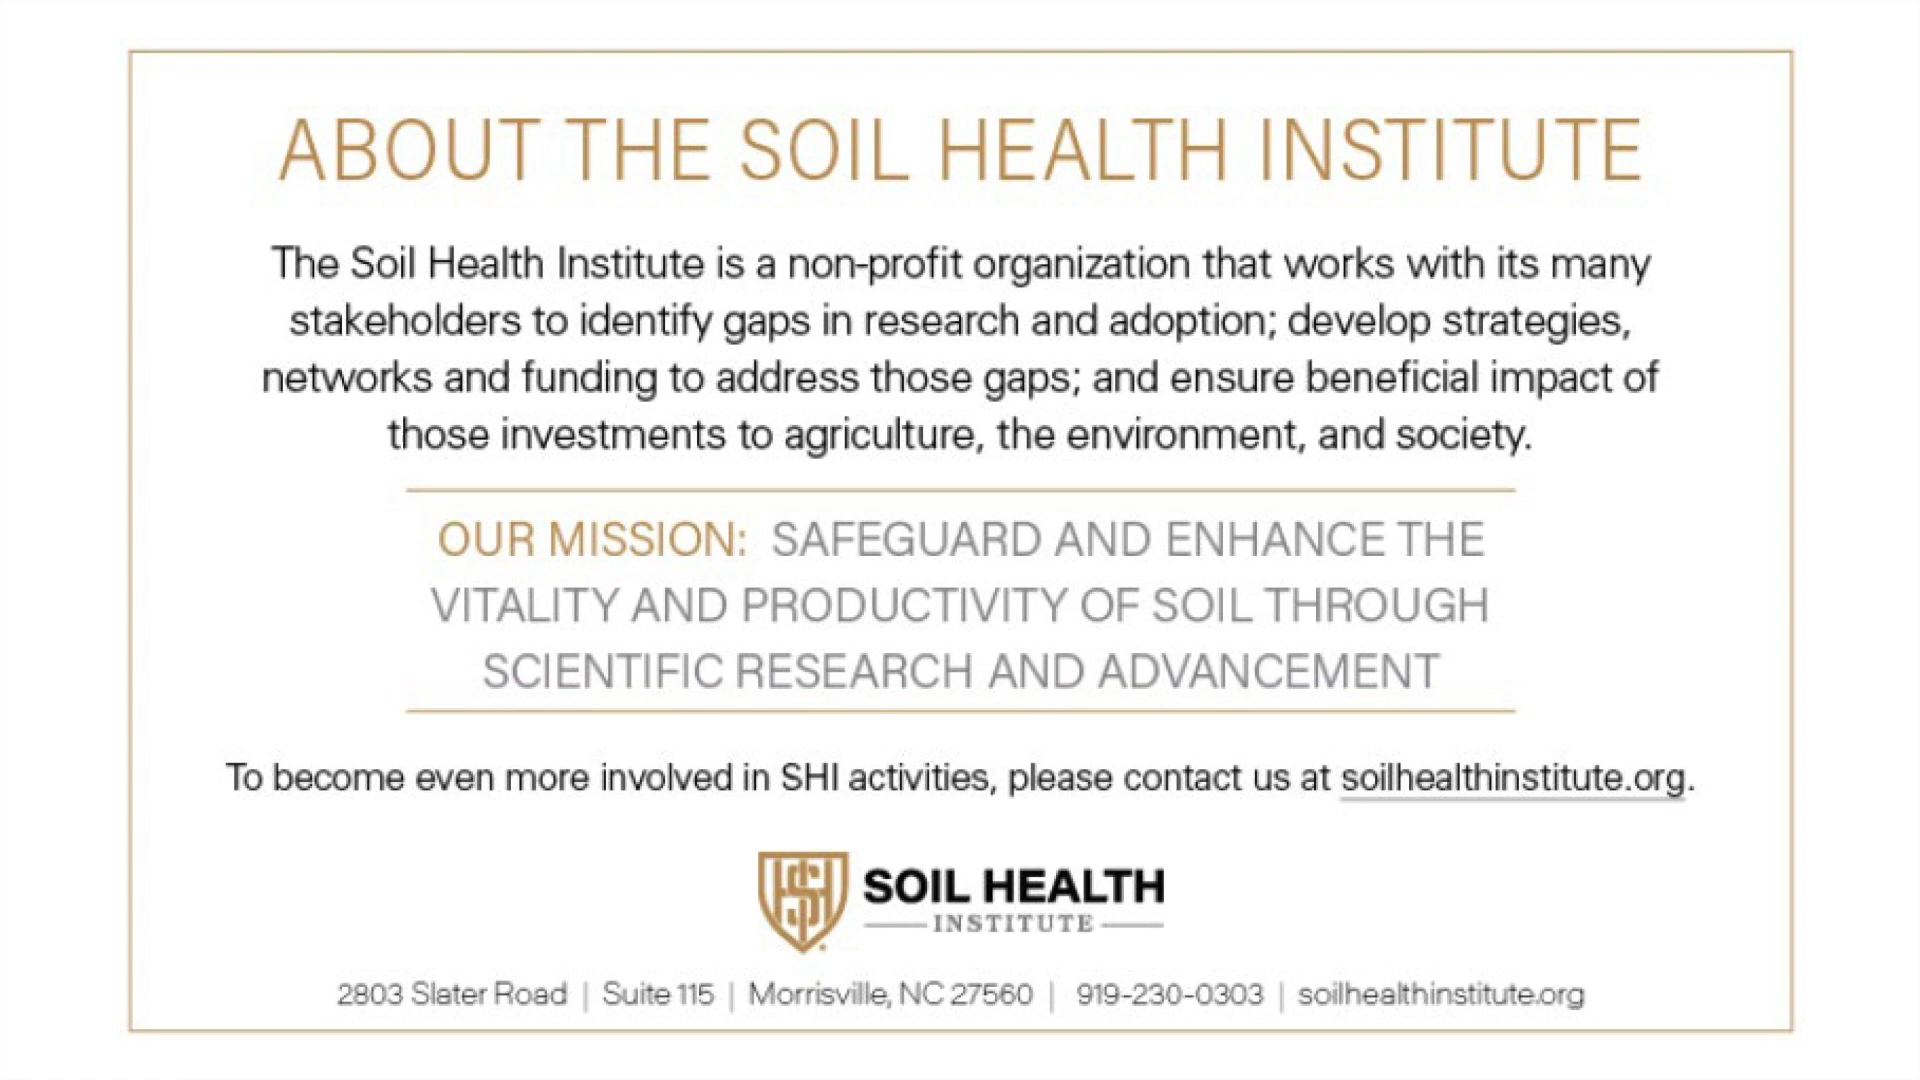 ABOUT THE SOIL HEALTH INSTITUTE
The Soil Health Institute is a non-profit organization that works with its many
stakeholders to identify gaps in research and adoption; develop strategies,
networks and funding to address those gaps; and ensure beneficial impact of
those investments to agriculture, the environment, and society.
OUR MISSION: SAFEGUARD AND ENHANCE THE
VITALITY AND PRODUCTIVITY OF SOIL THROUGH
SCIENTIFIC RESEARCH AND ADVANCEMENT
To become even more involved in SHI activities, please contact us at soilhealthinstitute.org.
SHI
SOIL HEALTH
INSTITUTE
2803 Slater Road | Suite 115 | Morrisville, NC 27560 | 919-230-0303 | soilhealthinstitute.org